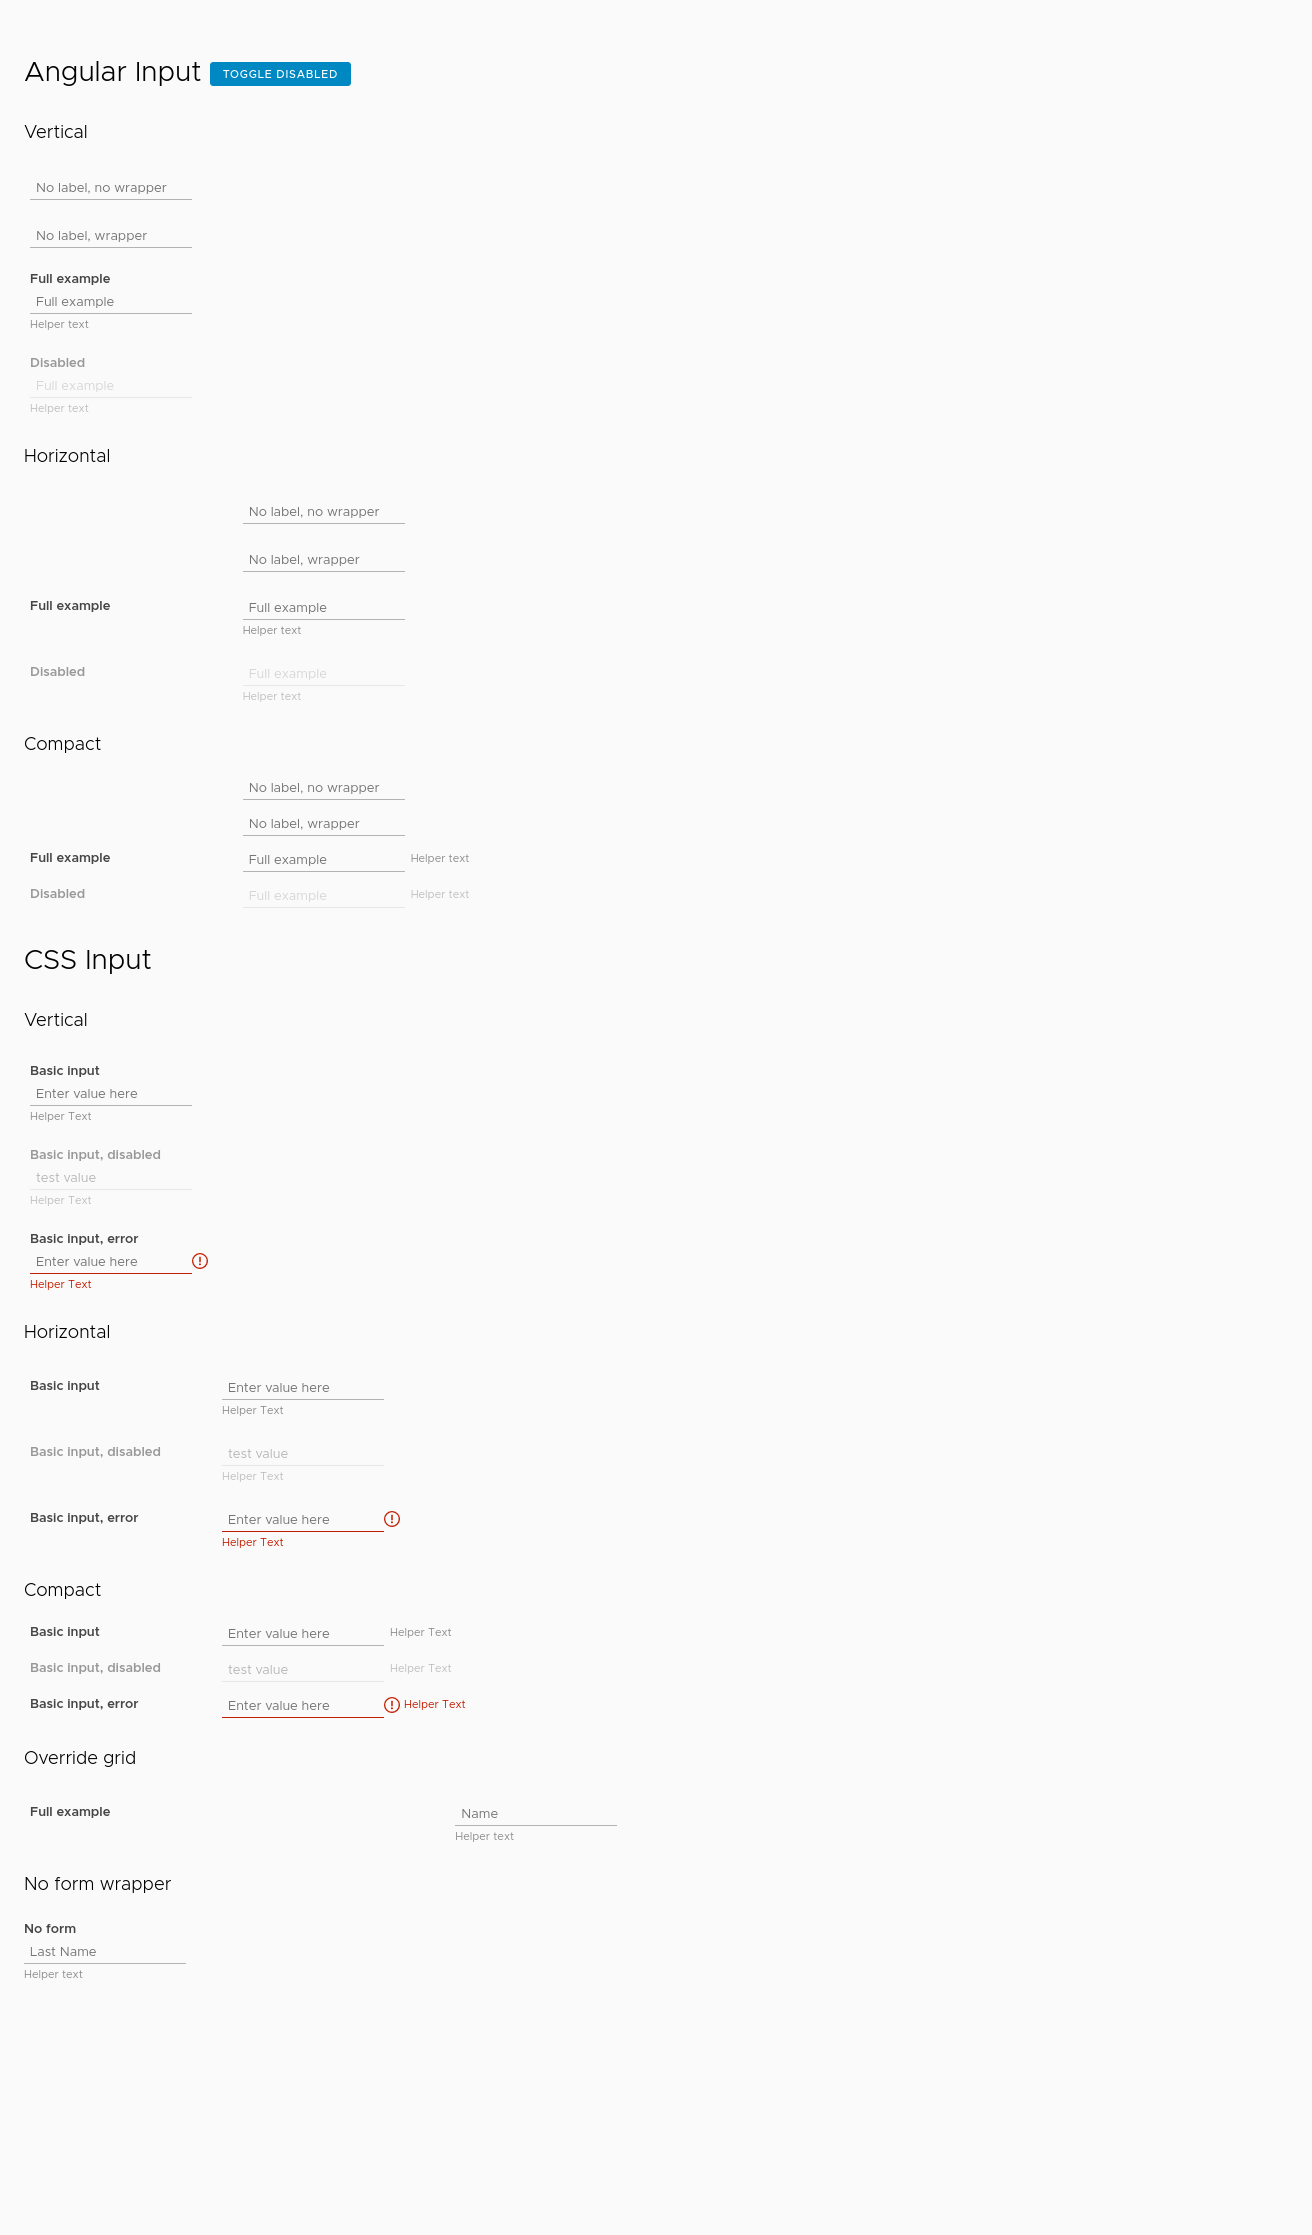 Angular Input TOGGLE DISABLED
Vertical
No label, no wrapper
No label, wrapper
Full example
Full example
Helper text
Disabled
Full example
Helper text
Horizontal
No label, no wrapper
No label, wrapper
Full example Full example
Helper text
Disabled Full example
Helper text
Compact
No label, no wrapper
No label, wrapper
Full example Full example Helper text
Disabled Full example Helper text
CSS Input
Vertical
Basic input
Enter value here
Helper Text
Basic input, disabled
test value
Helper Text
Basic input, error
Enter value here
Helper Text
Horizontal
Basic input Enter value here
Helper Text
Basic input, disabled test value
Helper Text
Basic input, error Enter value here
Helper Text
Compact
Basic input Enter value here Helper Text
Basic input, disabled test value Helper Text
Basic input, error Enter value here Helper Text
Override grid
Full example Name
Helper text
No form wrapper
No form
Last Name
Helper text